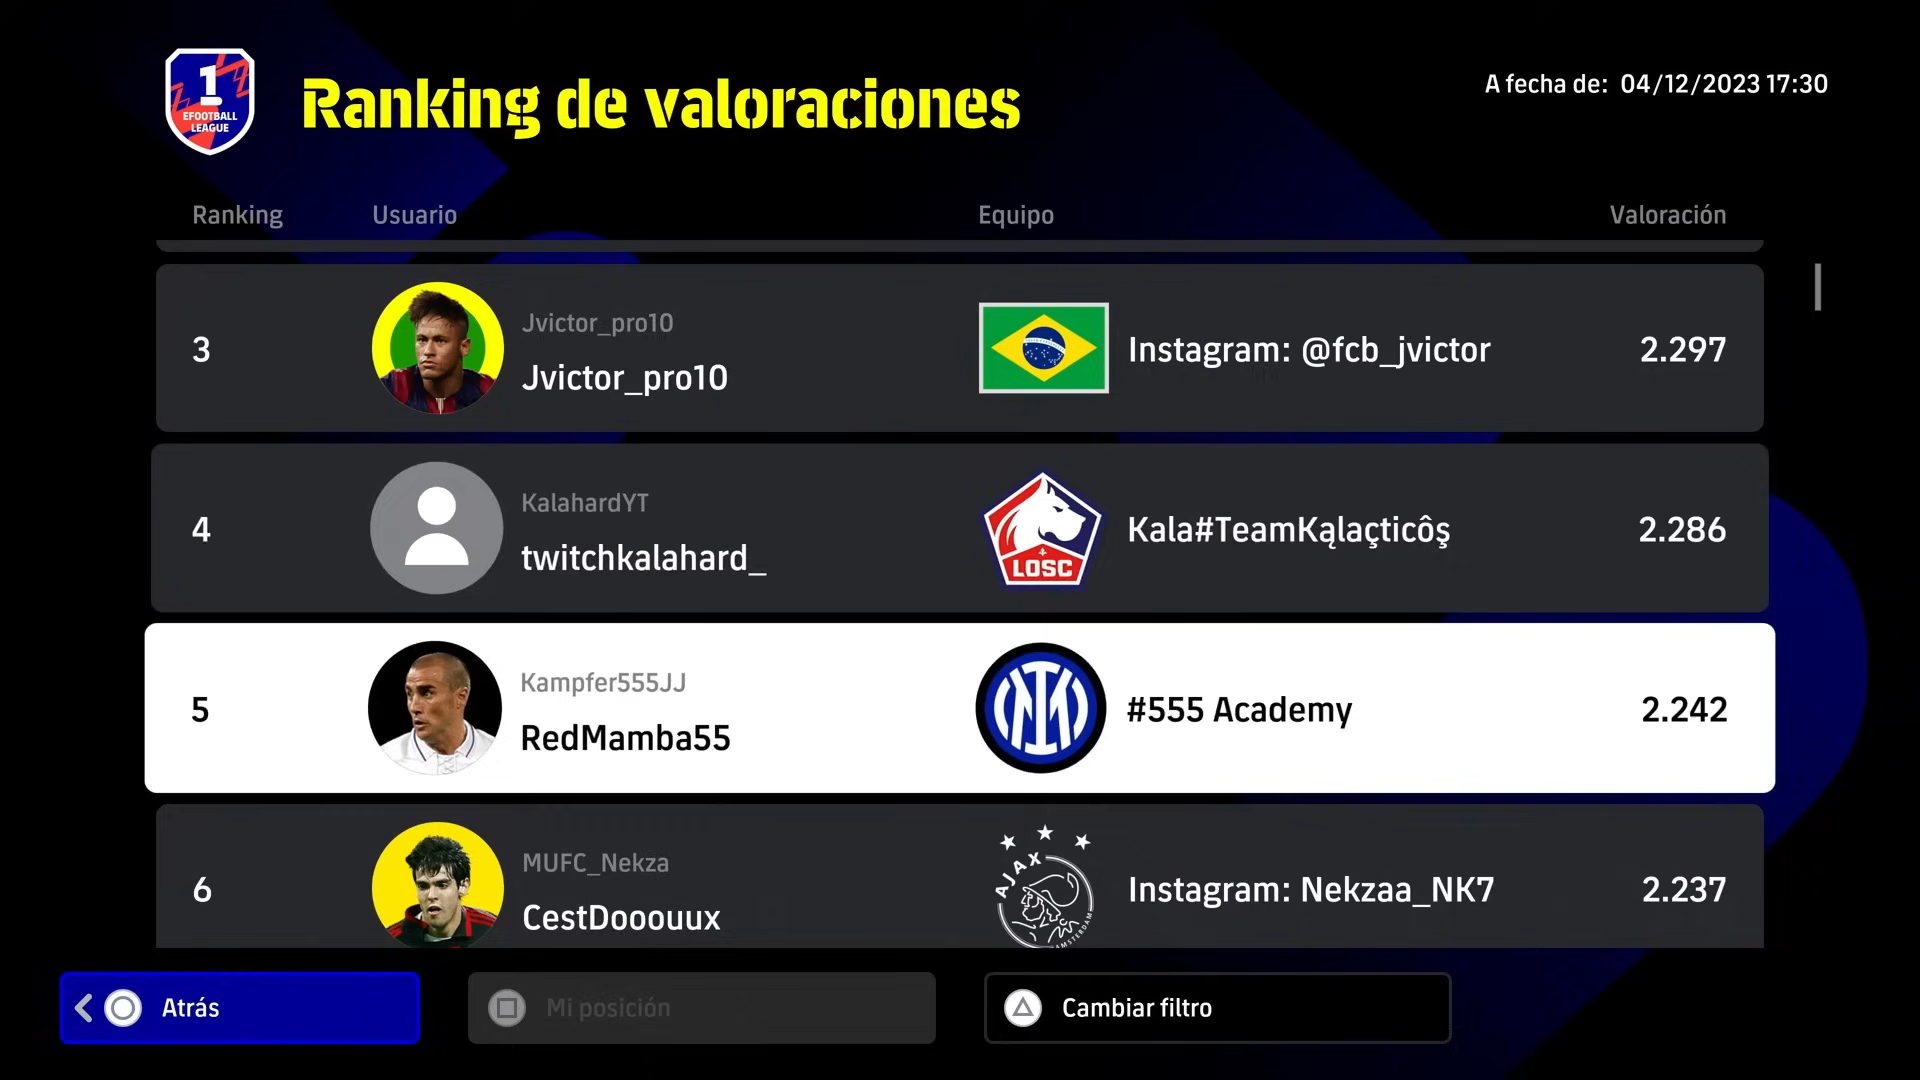 1
EFOOTBALL
LEAGUE
Ranking de valoraciones
A fecha de: 04/12/2023 17:30
Ranking Usuario Equipo Valoración
3 Jvictor_pro10 Jvictor_pro10 Instagram: @fcb_jvictor 2.297
4 KalahardYT twitchkalahard_ LOSC Kala#TeamKąlaçticôş 2.286
5 Kampfer555JJ RedMamba55 #555 Academy 2.242
6 MUFC_Nekza CestDooouux AJAX AMSTERDAM Instagram: Nekzaa_NK7 2.237
Atrás Mi posición Cambiar filtro